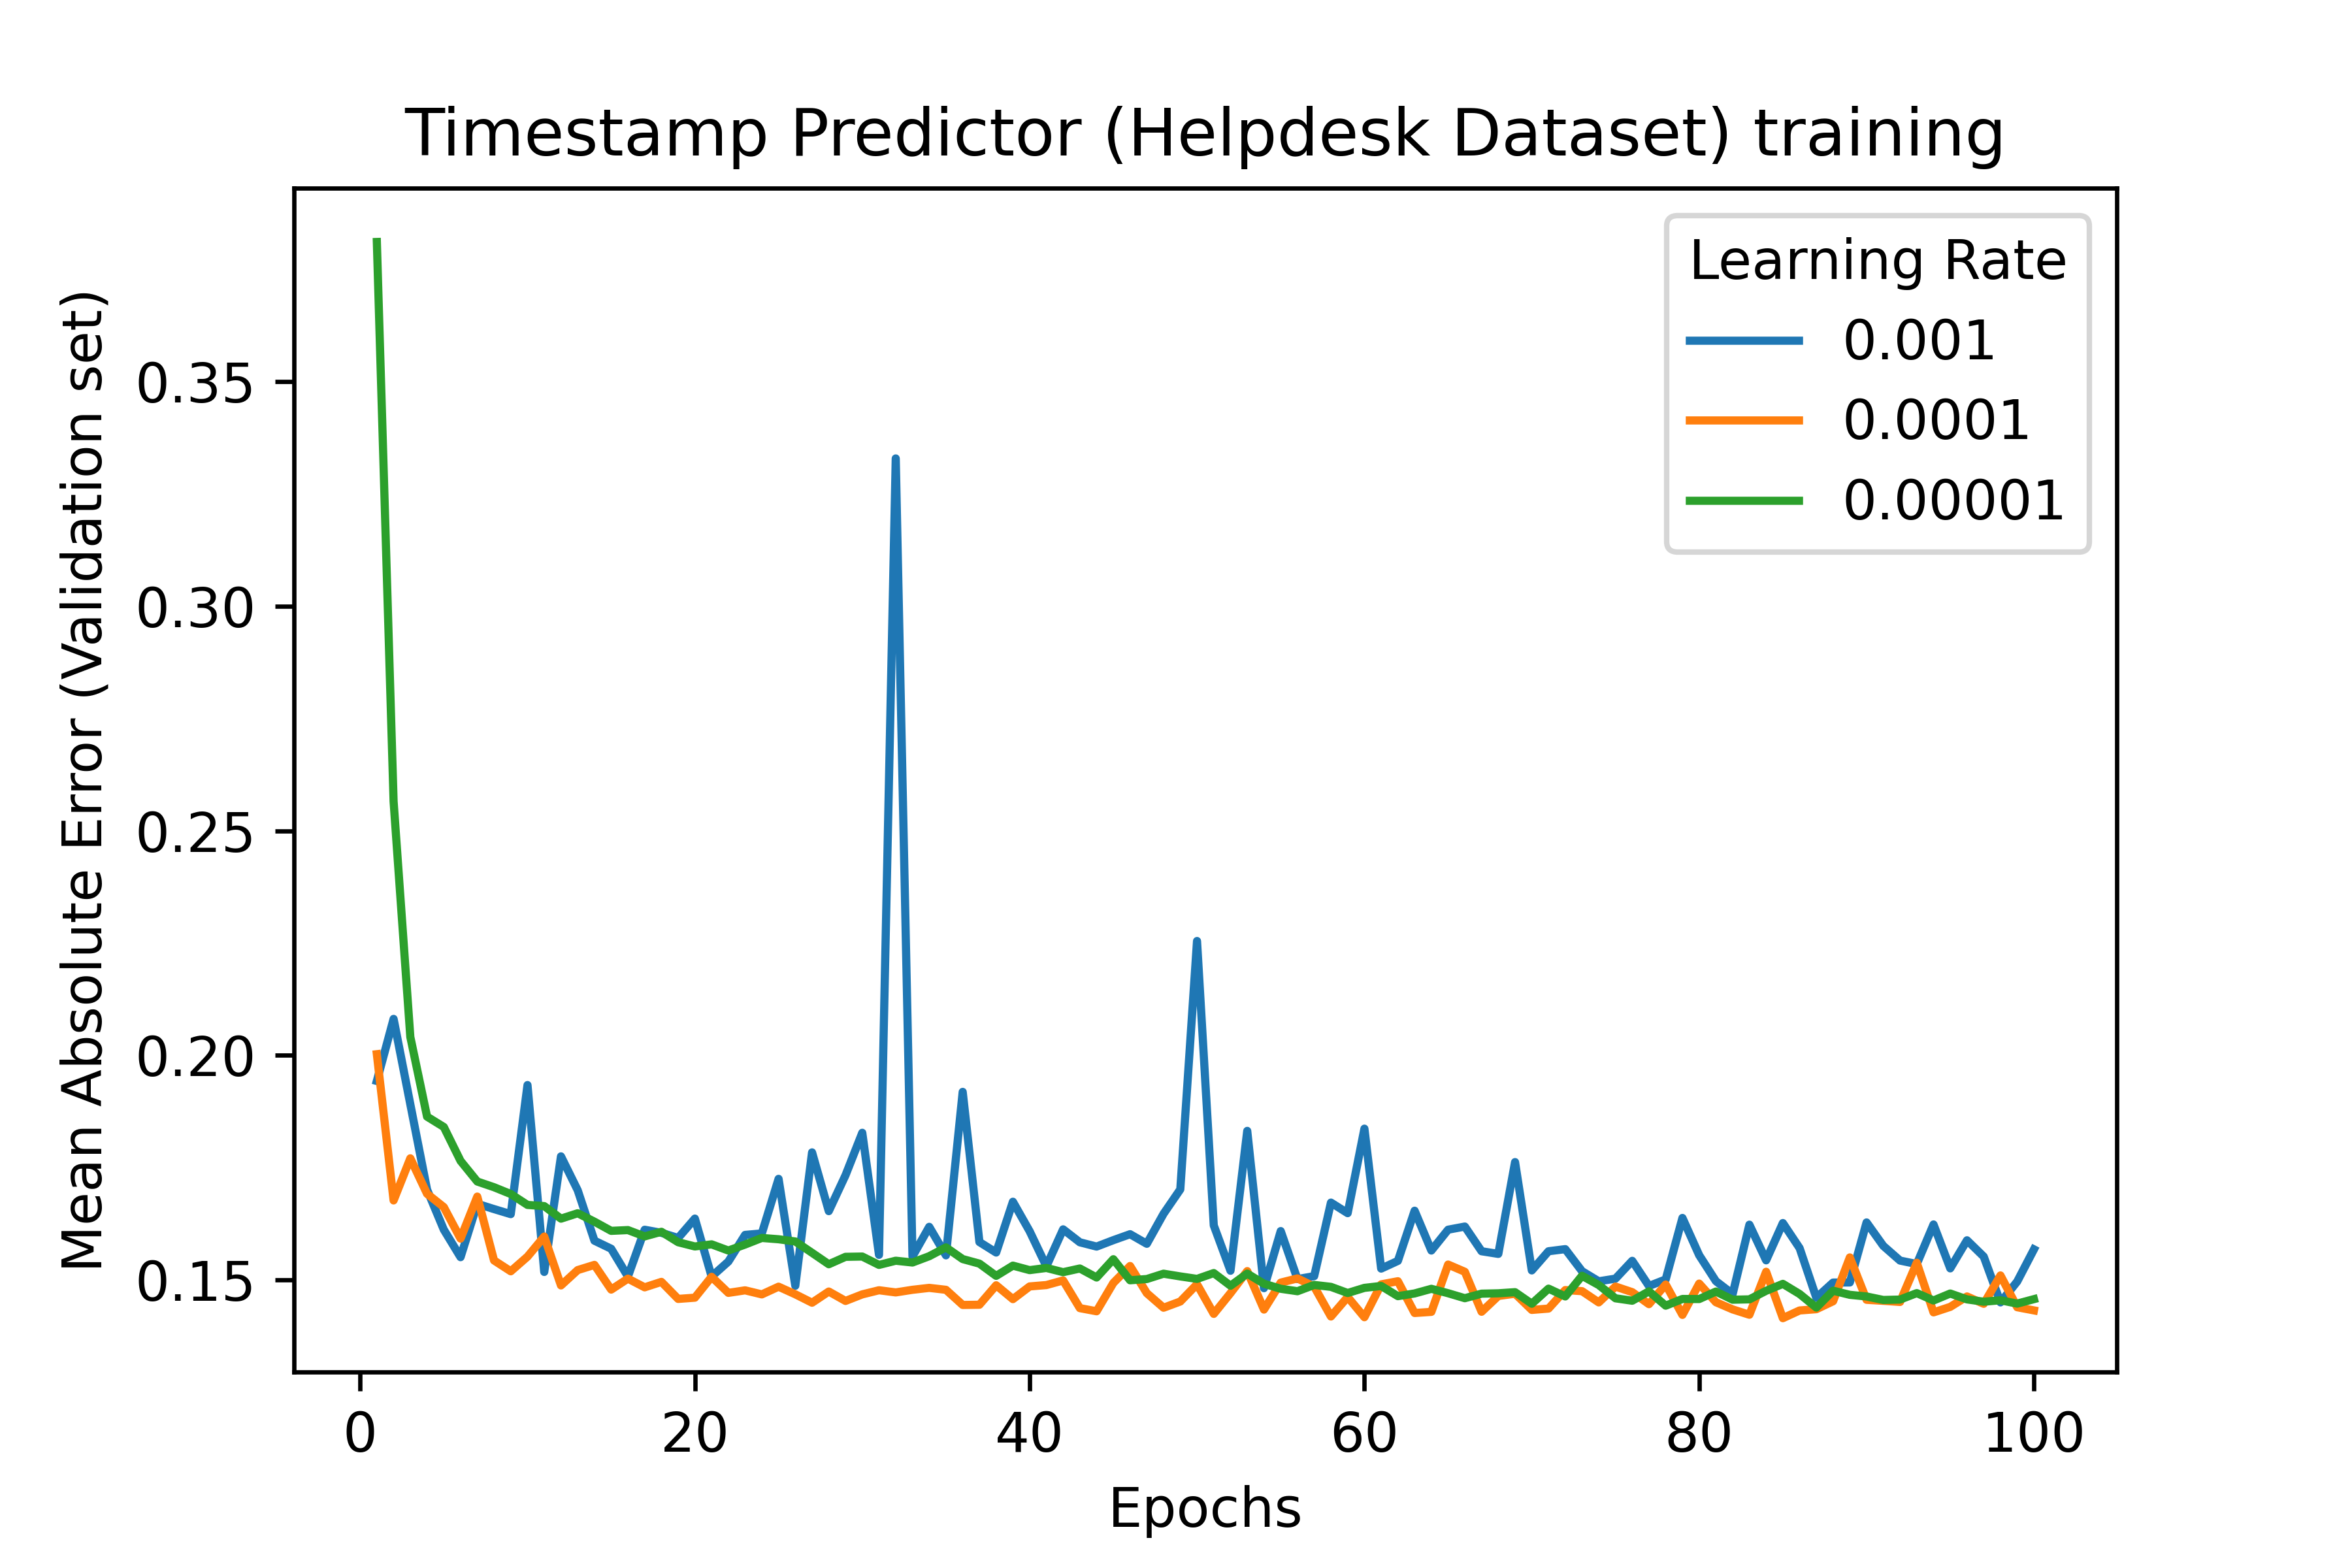 Timestamp Predictor (Helpdesk Dataset) training
Mean Absolute Error (Validation set)
0.35
0.30
0.25
0.20
0.15
Learning Rate
0.001
0.0001
0.00001
0 20 40 60 80 100
Epochs